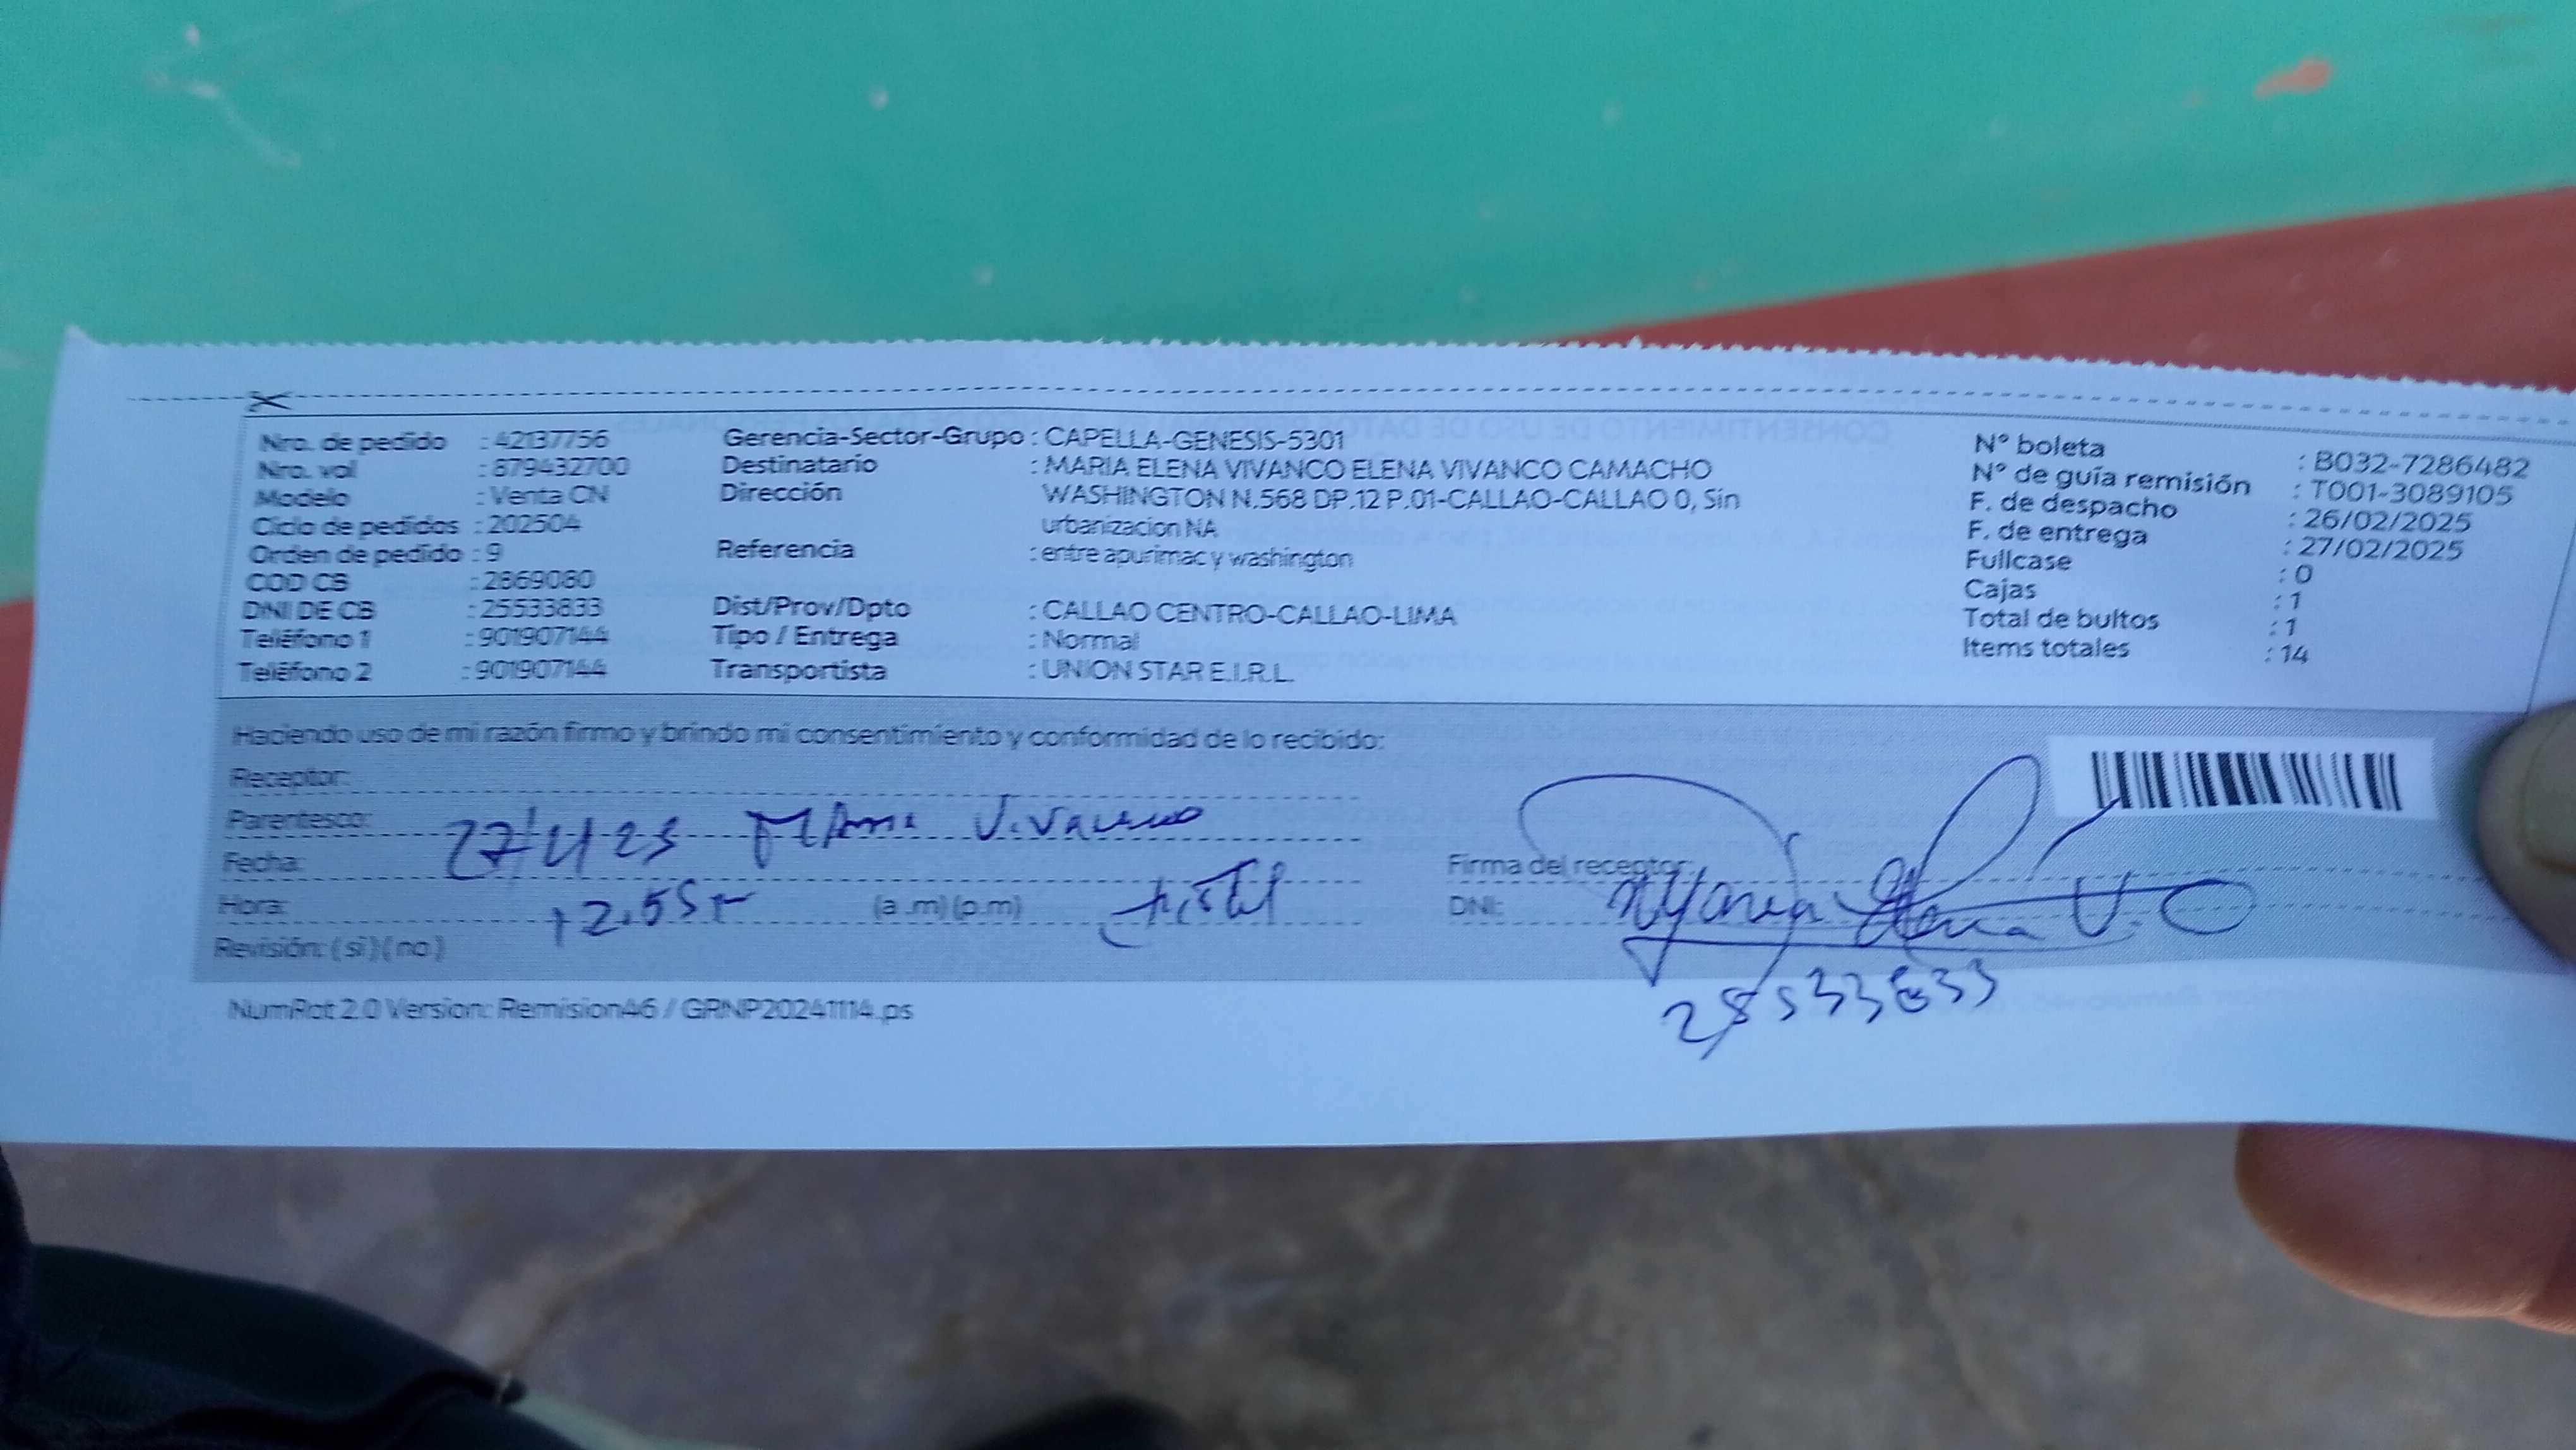 Nro. de pedido : 42137756
Nro. vol : 879432700
Modelo : Venta CN
Ciclo de pedidos : 202504
Orden de pedido : 9
COD CB : 2869080
DNI DE CB : 25533833
Teléfono 1 : 901907144
Teléfono 2 : 901907144
Gerencia-Sector-Grupo : CAPELLA-GENESIS-5301
Destinatario : MARIA ELENA VIVANCO ELENA VIVANCO CAMACHO
Dirección WASHINGTON N.568 DP.12 P.01-CALLAO-CALLAO 0, Sin
urbanizacion NA
Referencia : entre apurimac y washington
Dist/Prov/Dpto : CALLAO CENTRO-CALLAO-LIMA
Tipo / Entrega : Normal
Transportista : UNION STAR E.I.R.L.
N° boleta : B032-7286482
N° de guía remisión : T001-3089105
F. de despacho : 26/02/2025
F. de entrega : 27/02/2025
Fullcase : 0
Cajas : 1
Total de bultos : 1
Items totales : 14
Haciendo uso de mi razón firmo y brindo mi consentimiento y conformidad de lo recibido:
Receptor:
Parentesco:
Fecha:
Hora: (a .m) (p.m)
Revisión: ( si ) ( no )
Firma del receptor:
DNI:
25533833
NumRot 2.0 Version: Remision46 / GRNP20241114.ps